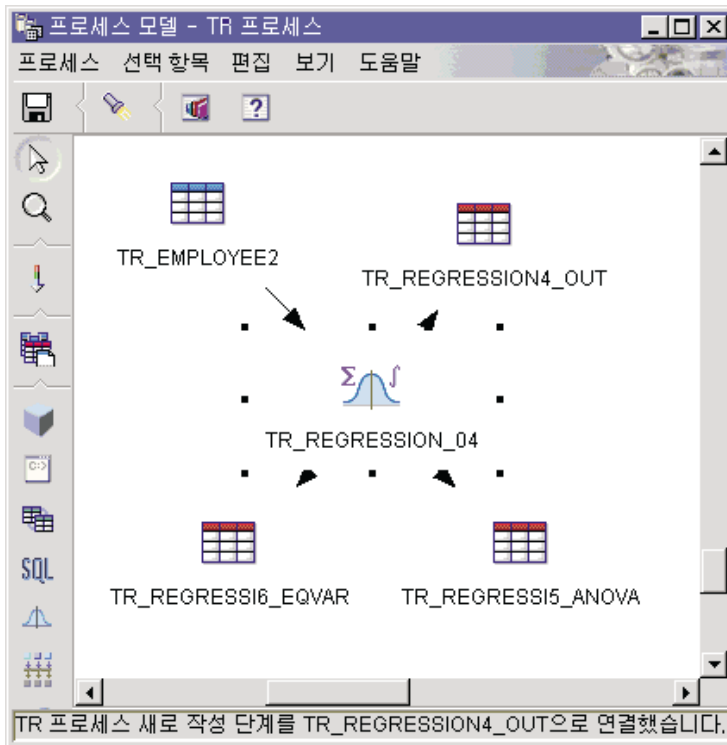 프로세스 모델 - TR 프로세스
프로세스 선택 항목 편집 보기 도움말
TR_EMPLOYEE2
TR_REGRESSION4_OUT
TR_REGRESSION_04
TR_REGRESSI6_EQVAR
TR_REGRESSI5_ANOVA
C:>
SQL
TR 프로세스 새로 작성 단계를 TR_REGRESSION4_OUT으로 연결했습니다.